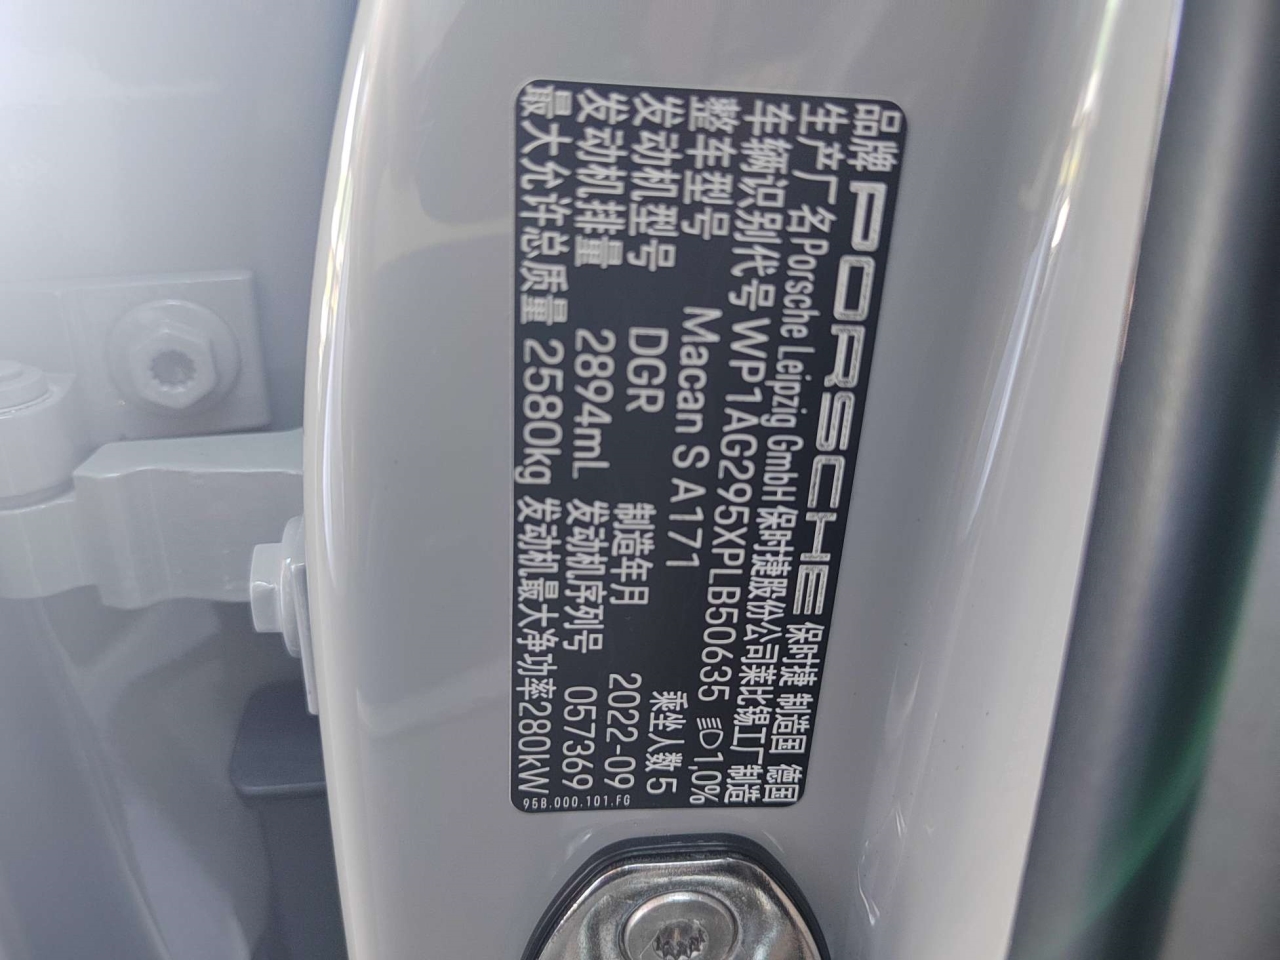 品牌 PORSCHE 保时捷 制造国 德国
生产厂名 Porsche Leipzig GmbH 保时捷股份公司莱比锡工厂 制造
车辆识别代号 WP1AG295XPLB50635 1,0%
整车型号 Macan S A171 乘坐人数 5
发动机型号 DGR 制造年月 2022-09
发动机排量 2894mL 发动机序列号 057369
最大允许总质量 2580kg 发动机最大净功率 280kW
95B.000.101.FG